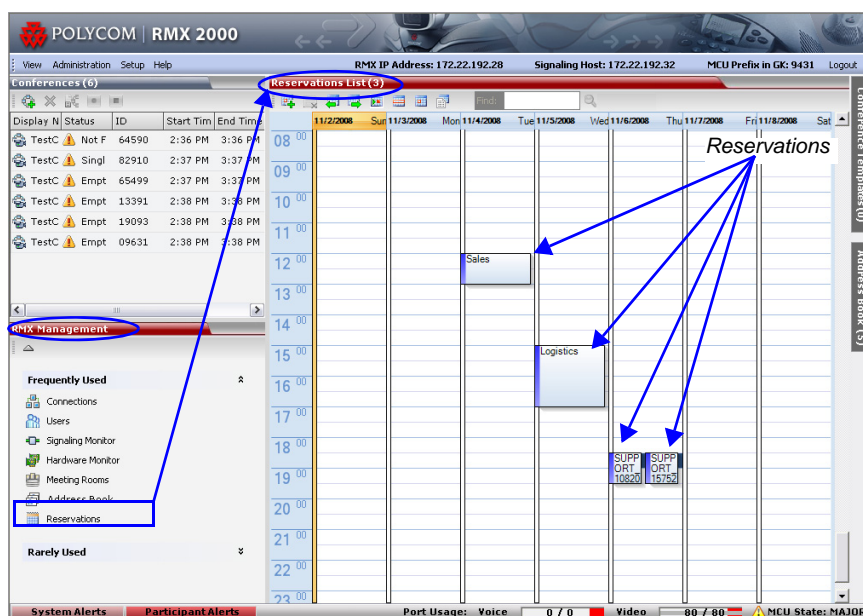 POLYCOM | RMX 2000
View Administration Setup Help RMX IP Address: 172.22.192.28 Signaling Host: 172.22.192.32 MCU Prefix in GK: 9431 Logout
Conferences (6)
Display N Status ID Start Tim End Time
TestC Not F 64590 2:36 PM 3:36 PM
TestC Singl 82910 2:37 PM 3:37 PM
TestC Empt 65499 2:37 PM 3:37 PM
TestC Empt 13391 2:38 PM 3:38 PM
TestC Empt 19093 2:38 PM 3:38 PM
TestC Empt 09631 2:38 PM 3:38 PM
RMX Management
Frequently Used
Connections
Users
Signaling Monitor
Hardware Monitor
Meeting Rooms
Address Book
Reservations
Rarely Used
Reservations List (3)
Find:
11/2/2008 Sun 11/3/2008 Mon 11/4/2008 Tue 11/5/2008 Wed 11/6/2008 Thu 11/7/2008 Fri 11/8/2008 Sat
Reservations
08 00
09 00
10 00
11 00
12 00
Sales
13 00
14 00
15 00
Logistics
16 00
17 00
18 00
SUPP
ORT
10820
SUPP
ORT
15752
19 00
20 00
21 00
22 00
23 00
Conference Templates (0)
Address Book (5)
System Alerts Participant Alerts Port Usage: Voice 0 / 0 Video 80 / 80 MCU State: MAJOR